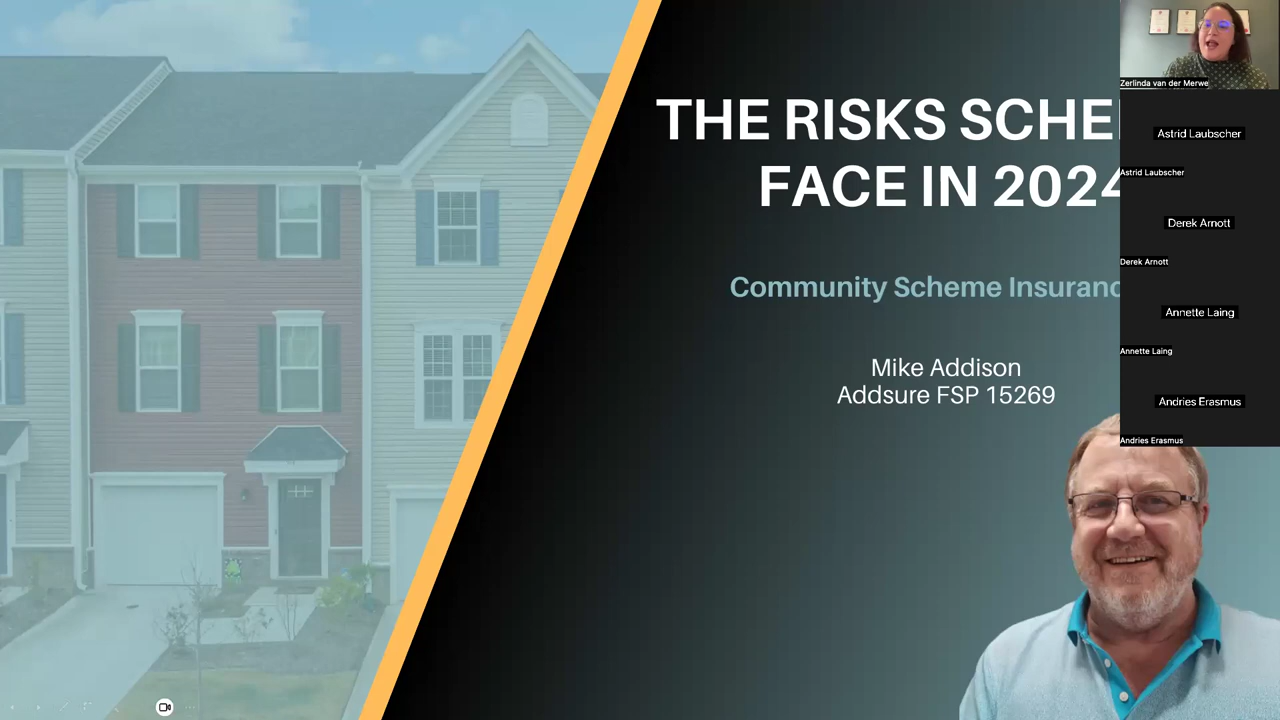 THE RISKS SCHE
FACE IN 2024
Community Scheme Insuranc
Mike Addison
Addsure FSP 15269
Zerlinda van der Merwe
Astrid Laubscher
Astrid Laubscher
Derek Arnott
Derek Arnott
Annette Laing
Annette Laing
Andries Erasmus
Andries Erasmus